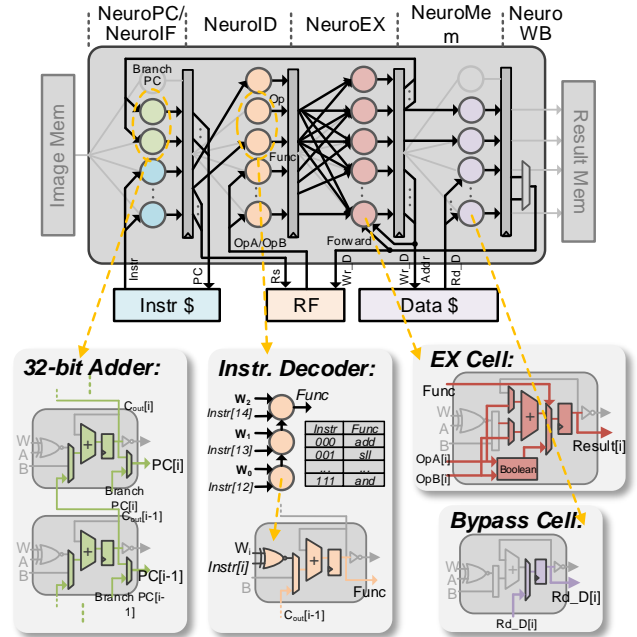 NeuroPC/ NeuroID NeuroEX NeuroMe Neuro
NeuroIF m WB
Branch
PC
Op
Func
OpA/OpB
Forward
Image Mem
Result Mem
Instr
PC
Rs
Wr_D
Wr_D
Addr
Rd_D
Instr $
RF
Data $
32-bit Adder:
Cout[i]
W
A
B
+
PC[i]
Branch
PC[i]
Cout[i-1]
W
A
B
+
PC[i-1]
Branch PC[i-
1]
Instr. Decoder:
W2
Instr[14]
Func
W1
Instr[13]
W0
Instr[12]
Instr Func
000 add
001 sll
... ...
111 and
Wi
Instr[i]
B
+
Func
Cout[i-1]
EX Cell:
Func
W
A
B
+
OpA[i]
OpB[i]
Boolean
Result[i]
Bypass Cell:
W
A
B
+
Rd_D[i]
Rd_D[i]